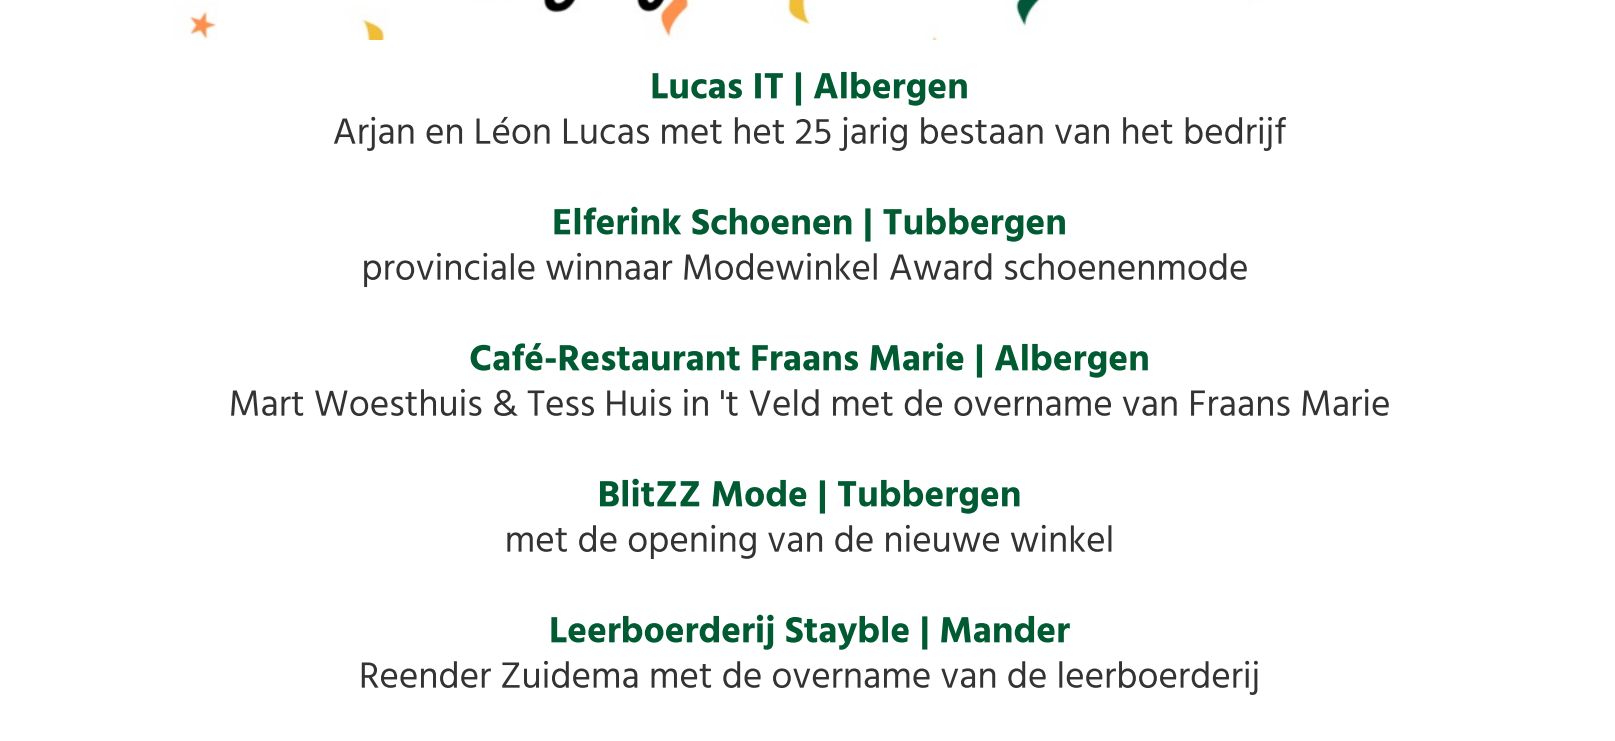 Lucas IT | Albergen
Arjan en Léon Lucas met het 25 jarig bestaan van het bedrijf
Elferink Schoenen | Tubbergen
provinciale winnaar Modewinkel Award schoenenmode
Café-Restaurant Fraans Marie | Albergen
Mart Woesthuis & Tess Huis in 't Veld met de overname van Fraans Marie
BlitZZ Mode | Tubbergen
met de opening van de nieuwe winkel
Leerboerderij Stayble | Mander
Reender Zuidema met de overname van de leerboerderij